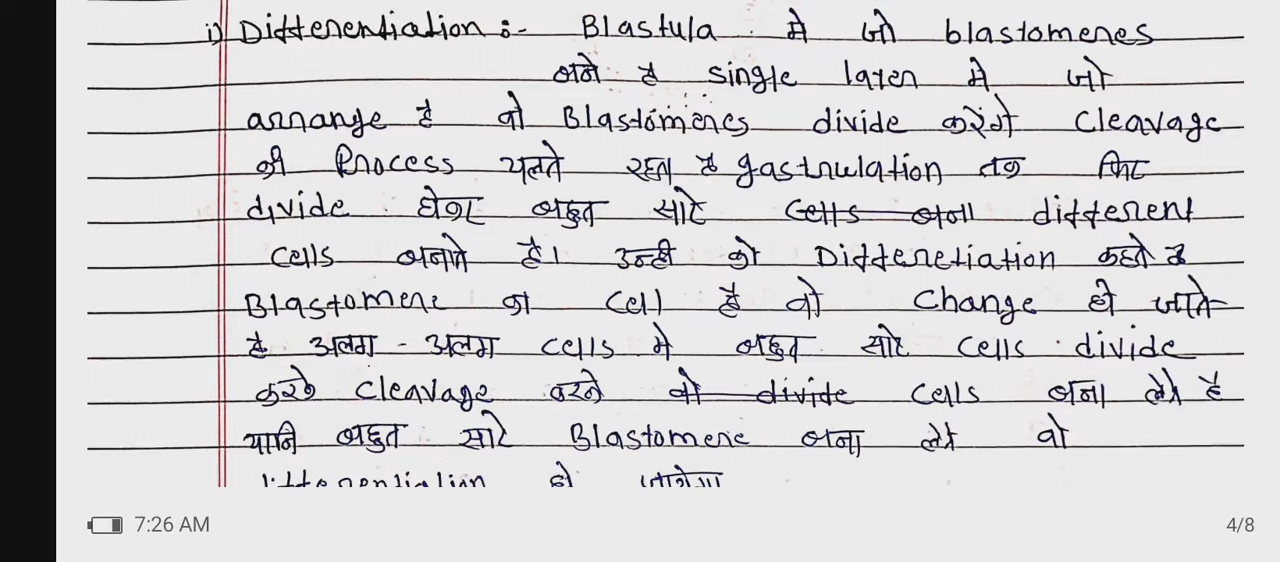 i) Differentiation :- Blastula मे जो blastomeres
बने है single layer मे जो
arrange है वो Blastomeres divide करेंगे Cleavage
की Process चलते रहता है gastrulation तक फिर
divide होकर बहुत सारे cells बना different
cells बनाते है। उन्ही को Differetiation कहते है
Blastomere का cell है वो change हो जाते
है अलग - अलग cells मे बहुत सारे cells divide
करके cleavage करने वो divide cells बना लेते है
यानि बहुत सारे Blastomere बना लेते वो
differentiation हो जायेगा
7:26 AM
4/8